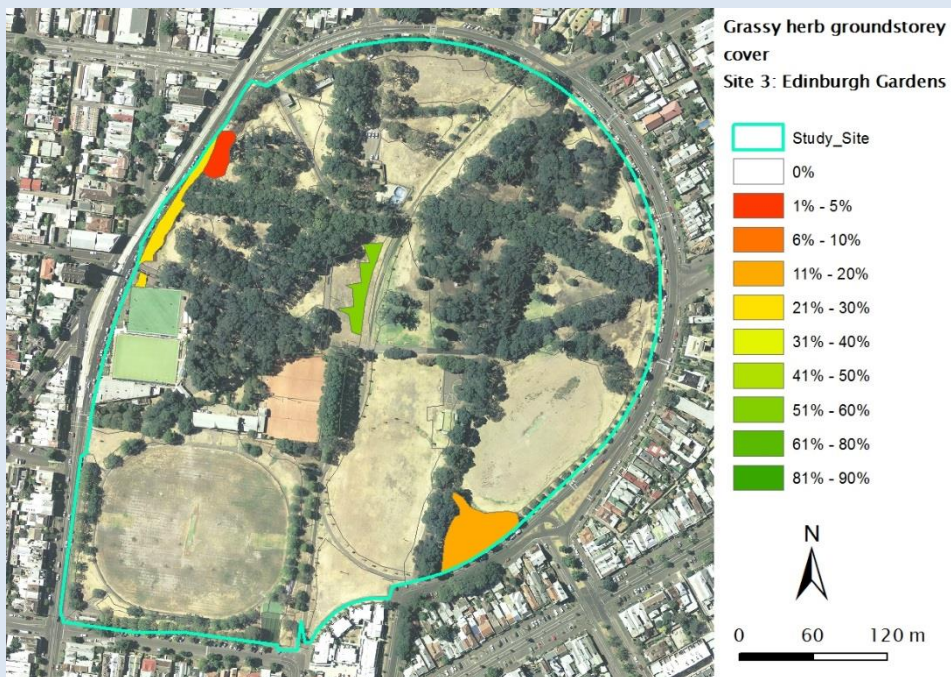 Grassy herb groundstorey
cover
Site 3: Edinburgh Gardens
Study_Site
0%
1% - 5%
6% - 10%
11% - 20%
21% - 30%
31% - 40%
41% - 50%
51% - 60%
61% - 80%
81% - 90%
N
0 60 120 m